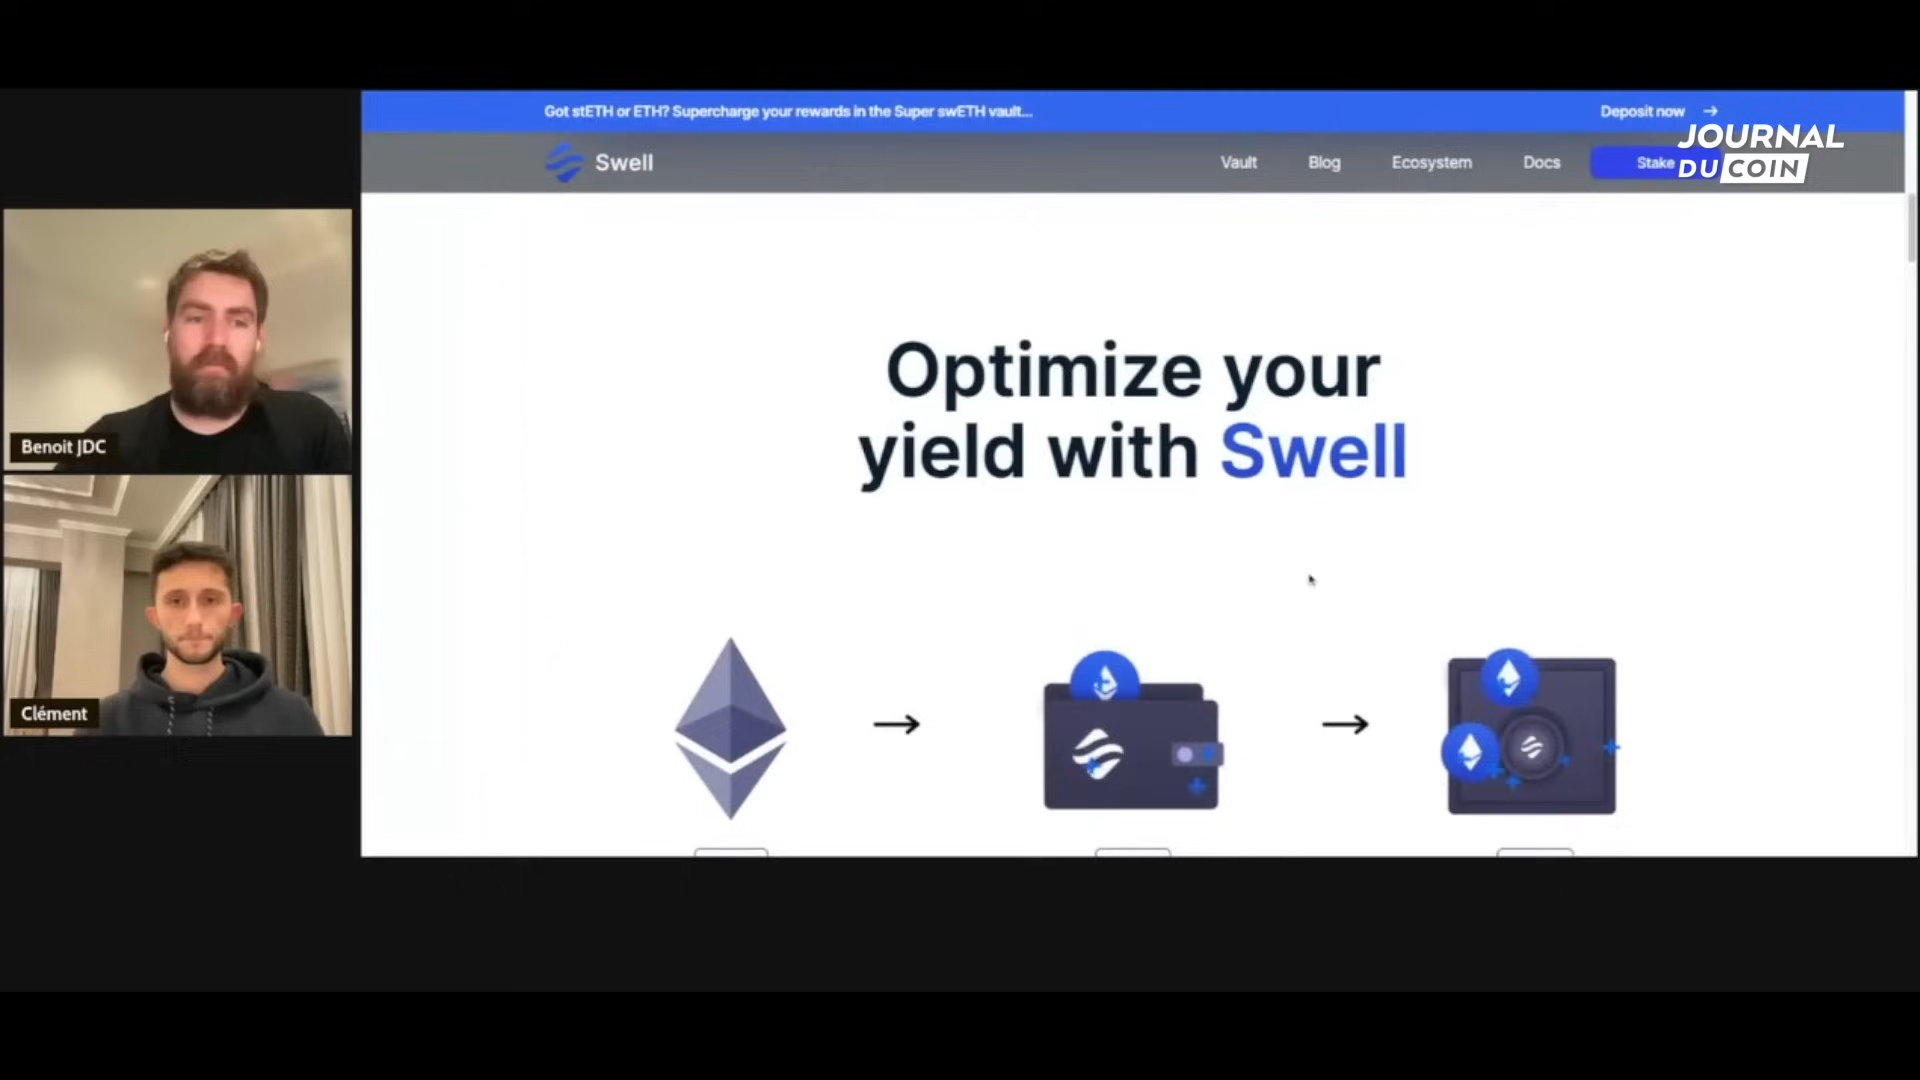 Got stETH or ETH? Supercharge your rewards in the Super swETH vault...
Deposit now →
JOURNAL
DU COIN
Swell
Vault
Blog
Ecosystem
Docs
Stake
Optimize your
yield with Swell
Benoit JDC
Clément